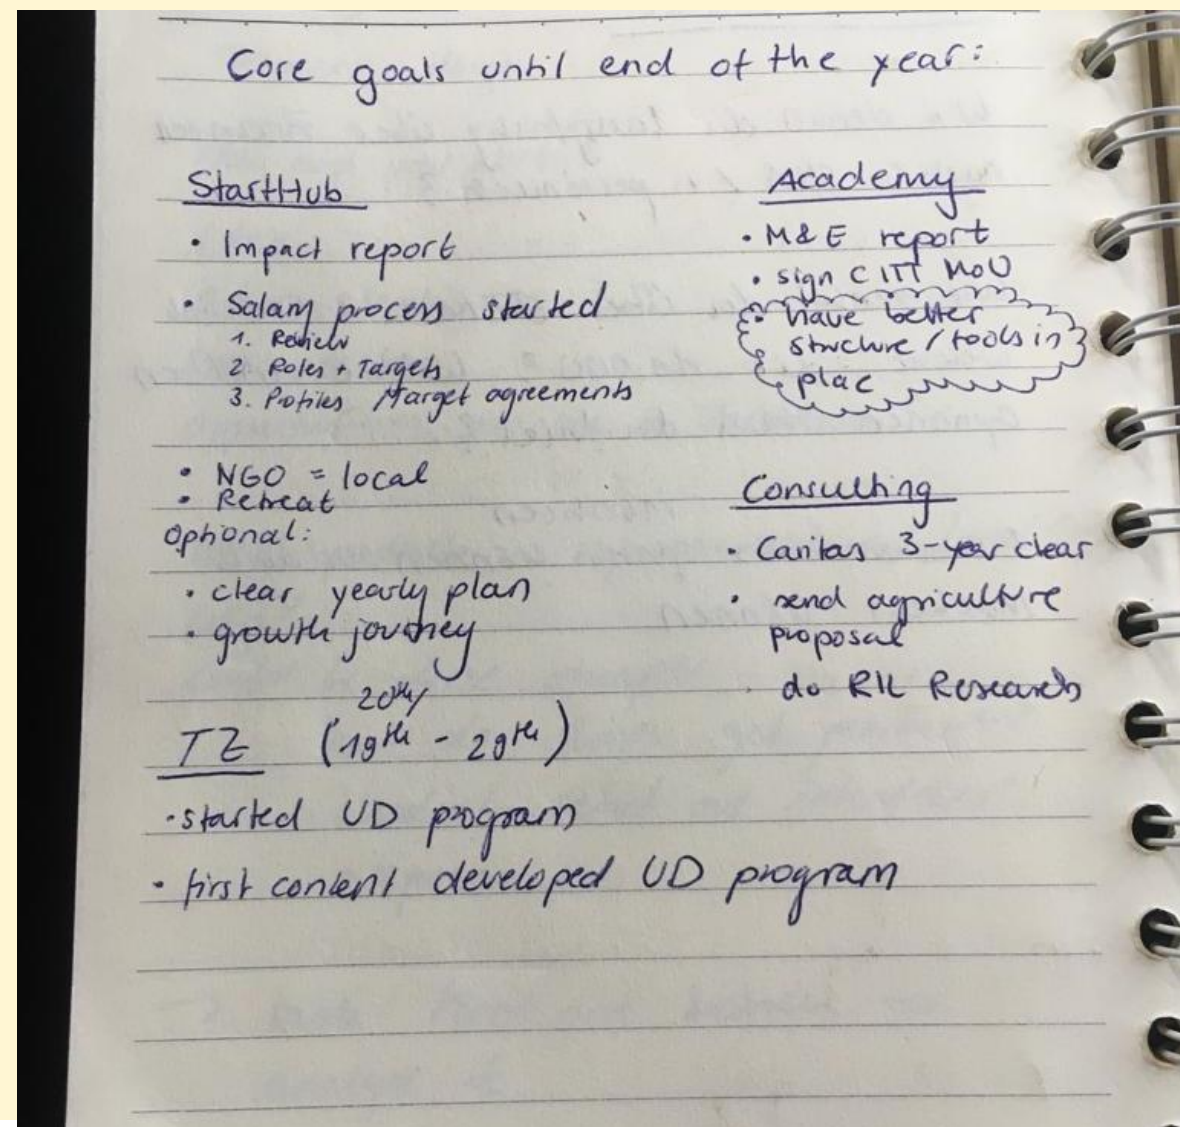 Core goals until end of the year:
StartHub
• Impact report
• Salary process started
1. Review
2 Roles + Targets
3. Profiles / Target agreements
• NGO = local
• Retreat
Optional:
• clear yearly plan
• growth journey
Academy
• M&E report
• sign CITT MoU
• have better
structure / tools in
plac
Consulting
• Caritas 3-year clear
• send agriculture
proposal
do RIL Research
20th/
TZ (19th - 29th)
• started UD program
• first content developed UD program